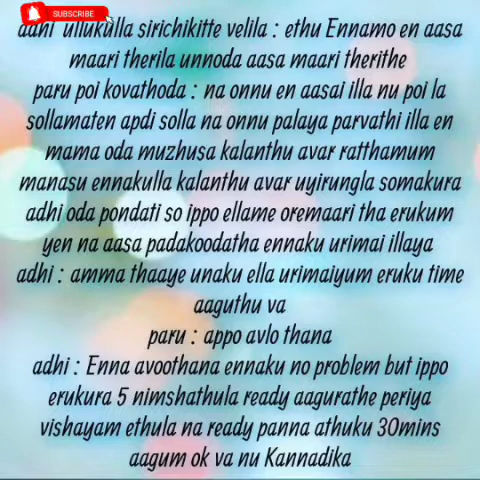 SUBSCRIBE
adhi ullukulla sirichikitte velila : ethu Ennamo en aasa
maari therila unnoda aasa maari therithe
paru poi kovathoda : na onnu en aasai illa nu poi la
sollamaten apdi solla na onnu palaya parvathi illa en
mama oda muzhusa kalanthu avar ratthamum
manasu ennakulla kalanthu avar uyirungla somakura
adhi oda pondati so ippo ellame oremaari tha erukum
yen na aasa padakoodatha ennaku urimai illaya
adhi : amma thaaye unaku ella urimaiyum eruku time
aaguthu va
paru : appo avlo thana
adhi : Enna avoothana ennaku no problem but ippo
erukura 5 nimshathula ready aagurathe periya
vishayam ethula na ready panna athuku 30mins
aagum ok va nu Kannadika